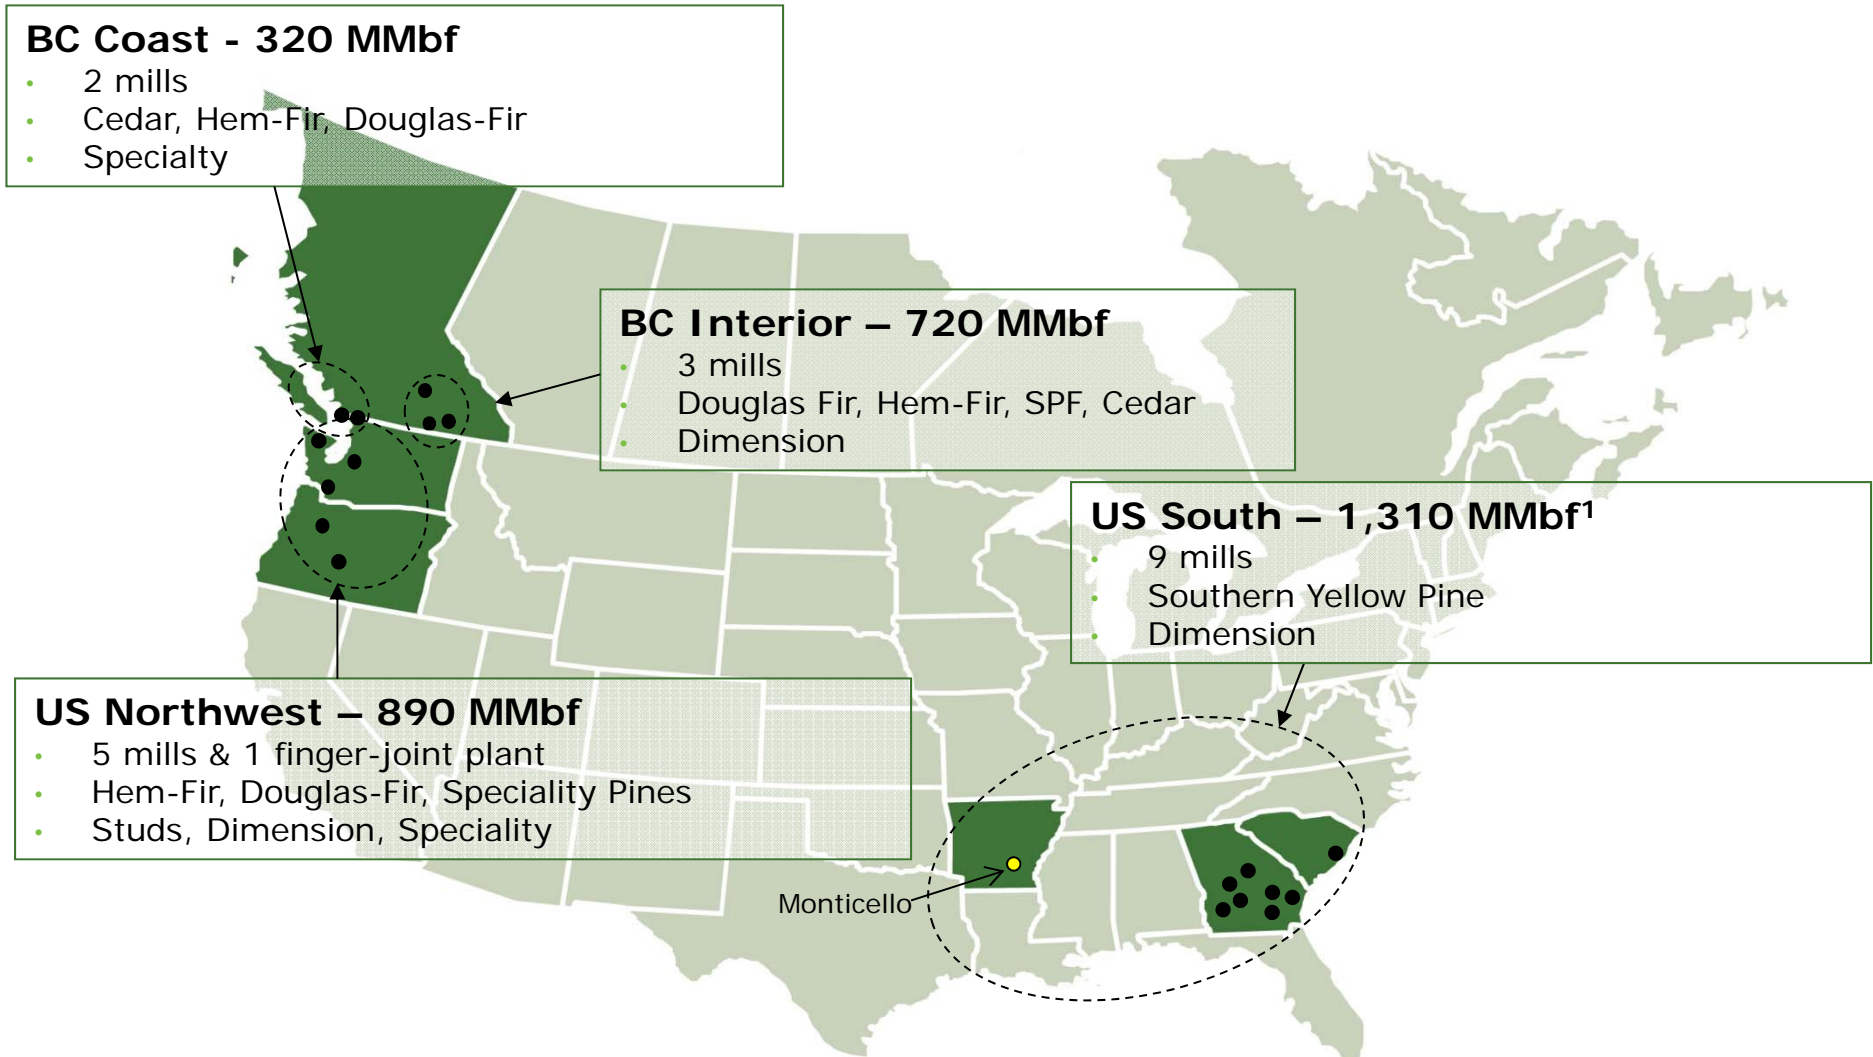 BC Coast - 320 MMbf
• 2 mills
• Cedar, Hem-Fir, Douglas-Fir
• Specialty
BC Interior – 720 MMbf
• 3 mills
• Douglas Fir, Hem-Fir, SPF, Cedar
• Dimension
US South – 1,310 MMbf¹
• 9 mills
• Southern Yellow Pine
• Dimension
US Northwest – 890 MMbf
• 5 mills & 1 finger-joint plant
• Hem-Fir, Douglas-Fir, Speciality Pines
• Studs, Dimension, Speciality
Monticello